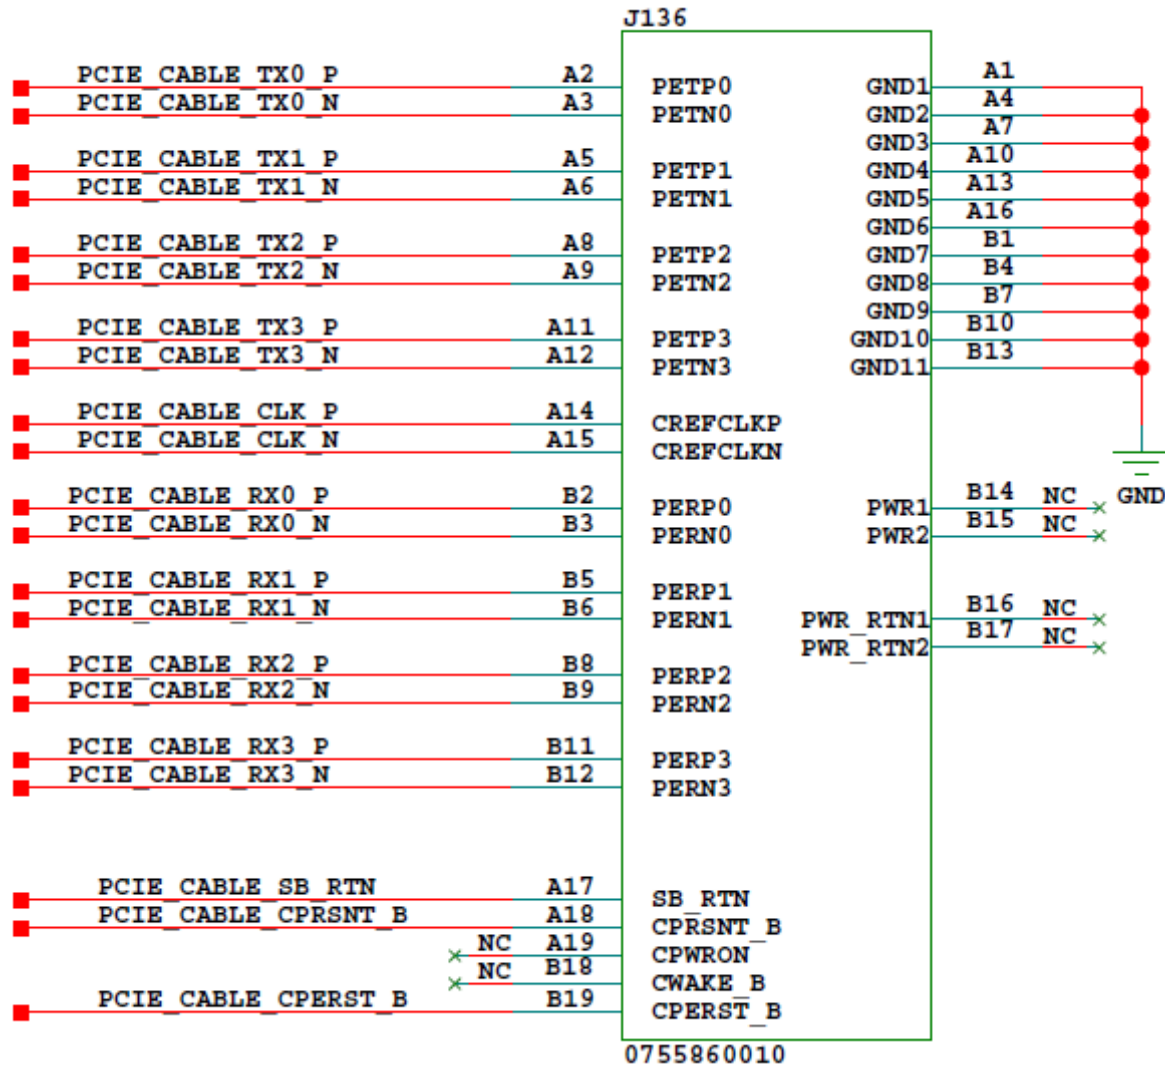 J136
PCIE_CABLE_TX0_P A2 PETP0 GND1 A1
PCIE_CABLE_TX0_N A3 PETN0 GND2 A4
GND3 A7
PCIE_CABLE_TX1_P A5 PETP1 GND4 A10
PCIE_CABLE_TX1_N A6 PETN1 GND5 A13
GND6 A16
PCIE_CABLE_TX2_P A8 PETP2 GND7 B1
PCIE_CABLE_TX2_N A9 PETN2 GND8 B4
GND9 B7
PCIE_CABLE_TX3_P A11 PETP3 GND10 B10
PCIE_CABLE_TX3_N A12 PETN3 GND11 B13
PCIE_CABLE_CLK_P A14 CREFCLKP
PCIE_CABLE_CLK_N A15 CREFCLKN
GND
PCIE_CABLE_RX0_P B2 PERP0 PWR1 B14 NC
PCIE_CABLE_RX0_N B3 PERN0 PWR2 B15 NC
PCIE_CABLE_RX1_P B5 PERP1
PCIE_CABLE_RX1_N B6 PERN1 PWR_RTN1 B16 NC
PWR_RTN2 B17 NC
PCIE_CABLE_RX2_P B8 PERP2
PCIE_CABLE_RX2_N B9 PERN2
PCIE_CABLE_RX3_P B11 PERP3
PCIE_CABLE_RX3_N B12 PERN3
PCIE_CABLE_SB_RTN A17 SB_RTN
PCIE_CABLE_CPRSNT_B A18 CPRSNT_B
NC A19 CPWRON
NC B18 CWAKE_B
PCIE_CABLE_CPERST_B B19 CPERST_B
0755860010